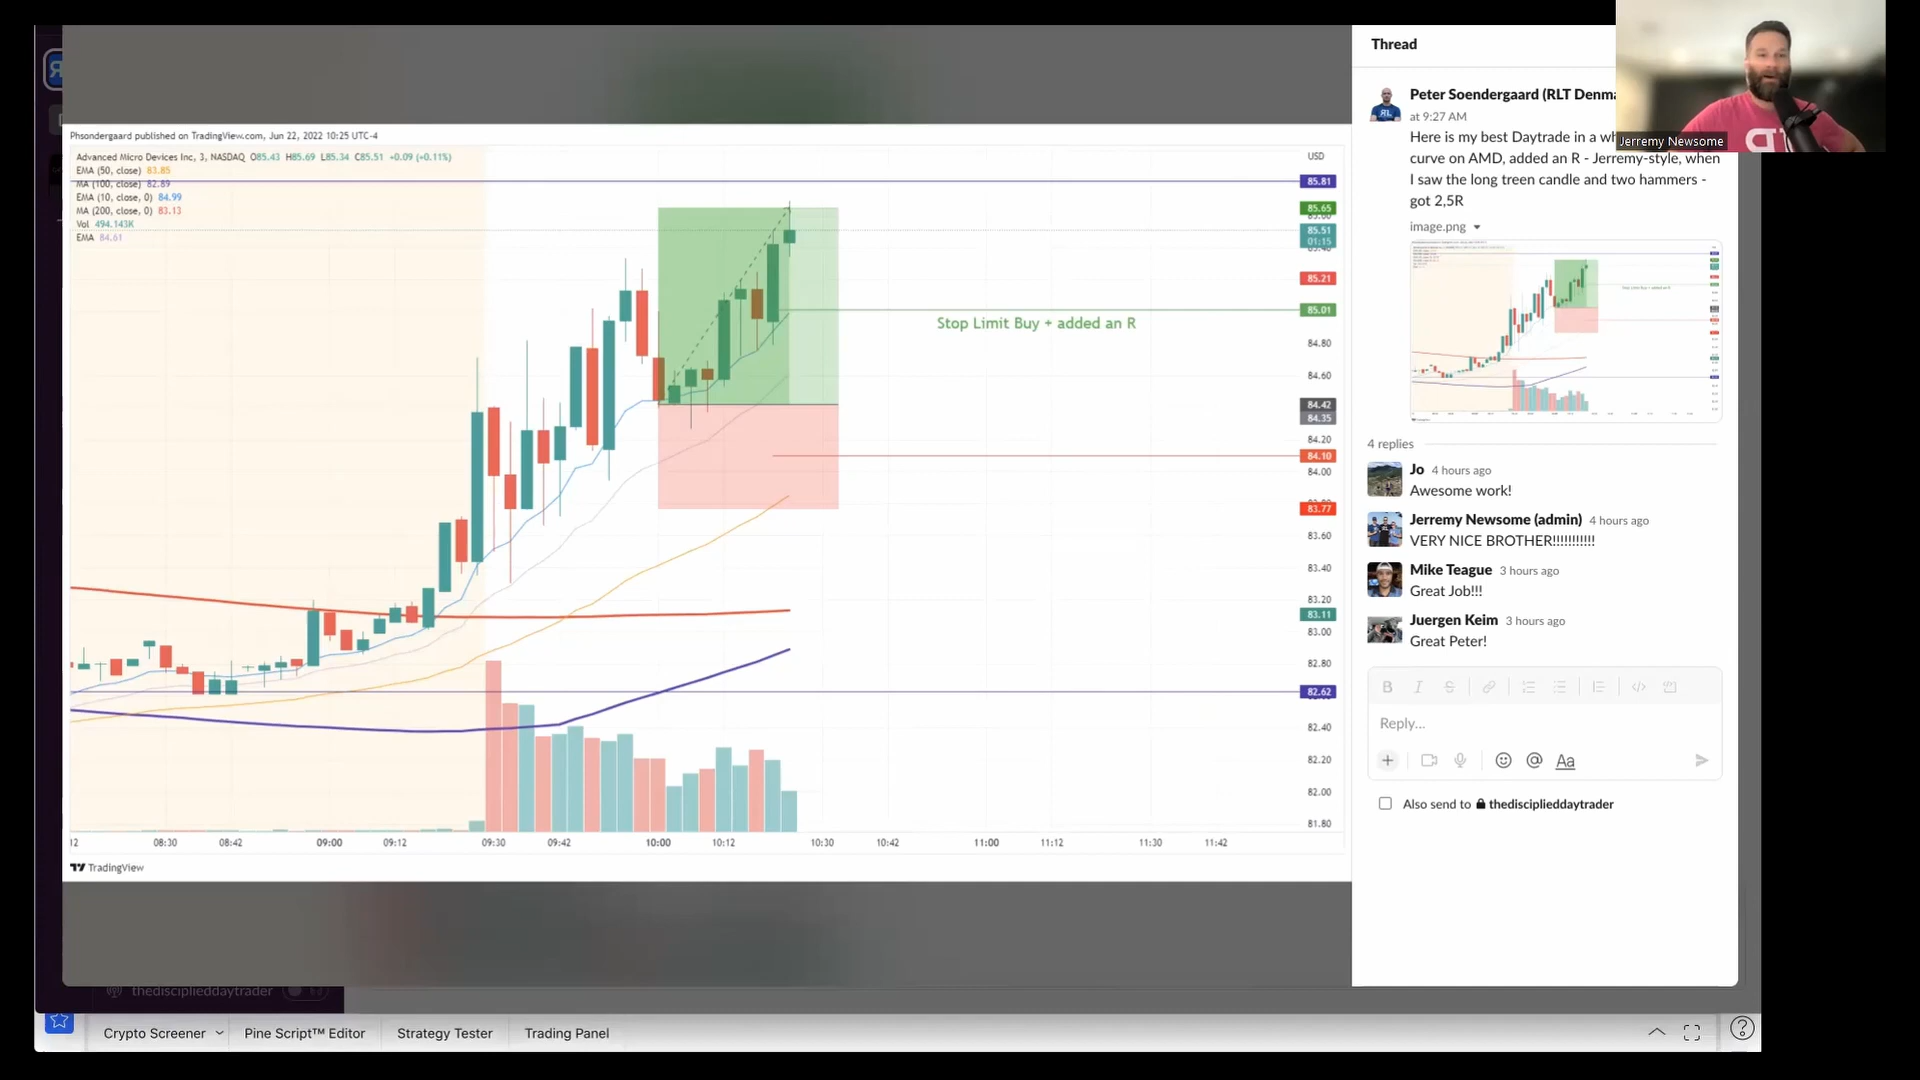 Phsondergaard published on TradingView.com, Jun 22, 2022 10:25 UTC-4
Advanced Micro Devices Inc, 3, NASDAQ O85.43 H85.69 L85.34 C85.51 +0.09 (+0.11%)
EMA (50, close) 83.85
MA (100, close, 0) 82.89
EMA (10, close, 0) 84.99
MA (200, close, 0) 83.13
Vol 494.143K
EMA 84.61
USD
85.81
85.65
85.51
01:15
85.21
85.01
84.80
84.60
84.42
84.35
84.20
84.10
84.00
83.77
83.60
83.40
83.20
83.11
83.00
82.80
82.62
82.40
82.20
82.00
81.80
Stop Limit Buy + added an R
12 08:30 08:42 09:00 09:12 09:30 09:42 10:00 10:12 10:30 10:42 11:00 11:12 11:30 11:42
TradingView
Thread
Peter Soendergaard (RLT Denma
at 9:27 AM
Here is my best Daytrade in a wh
curve on AMD, added an R - Jerremy-style, when
I saw the long treen candle and two hammers -
got 2,5R
image.png
4 replies
Jo 4 hours ago
Awesome work!
Jerremy Newsome (admin) 4 hours ago
VERY NICE BROTHER!!!!!!!!!!!
Mike Teague 3 hours ago
Great Job!!!
Juergen Keim 3 hours ago
Great Peter!
Reply...
Also send to thedisciplieddaytrader
Jerremy Newsome
thedisciplieddaytrader
Crypto Screener Pine Script™ Editor Strategy Tester Trading Panel